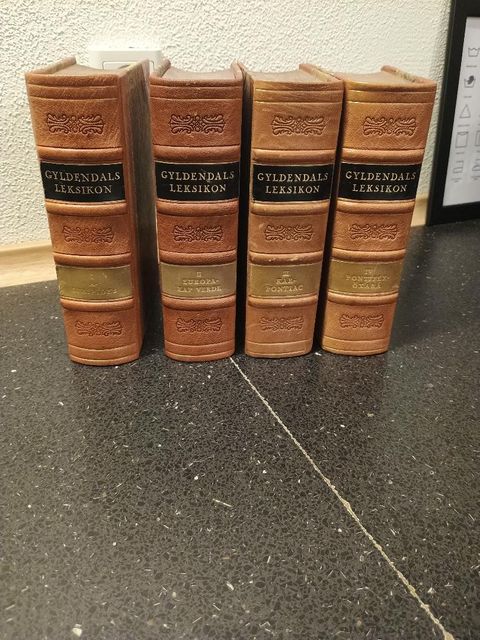 GYLDENDALS
LEKSIKON
I
GYLDENDALS
LEKSIKON
II
EUROPA-
KAP VERDE
GYLDENDALS
LEKSIKON
III
KAR-
PONTIAC
GYLDENDALS
LEKSIKON
IV
PONTIFEX-
ÖXARÁ